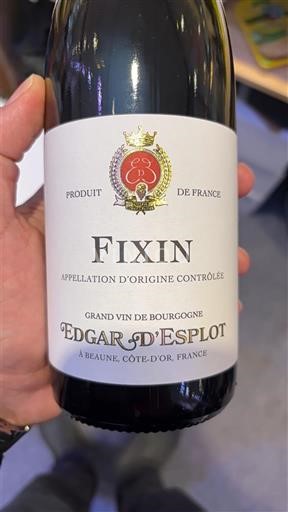 PRODUIT DE FRANCE
FIXIN
APPELLATION D'ORIGINE CONTRÔLÉE
GRAND VIN DE BOURGOGNE
EDGAR D'ESPLOT
À BEAUNE, CÔTE-D'OR, FRANCE